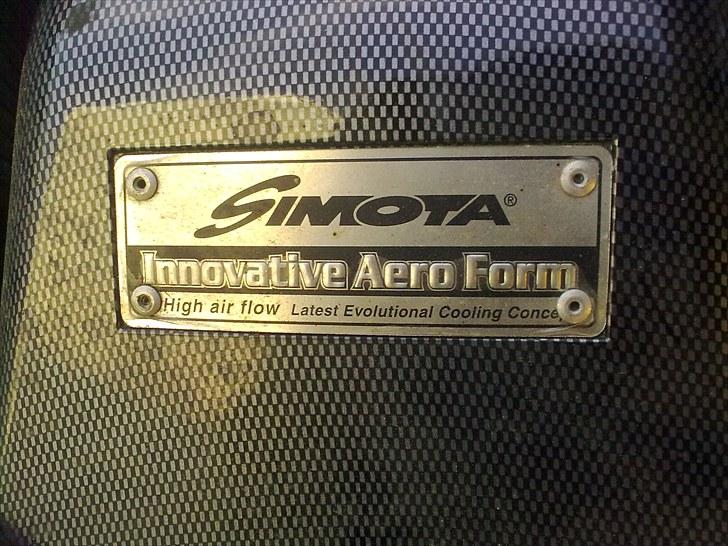 SIMOTA®
Innovative Aero Form
High air flow Latest Evolutional Cooling